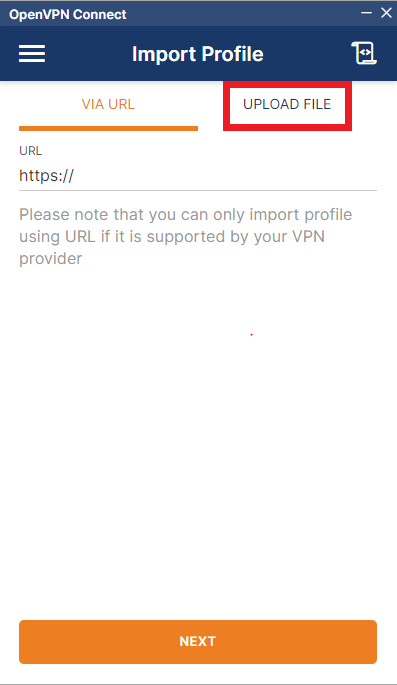 OpenVPN Connect
Import Profile
VIA URL
UPLOAD FILE
URL
https://
Please note that you can only import profile
using URL if it is supported by your VPN
provider
NEXT